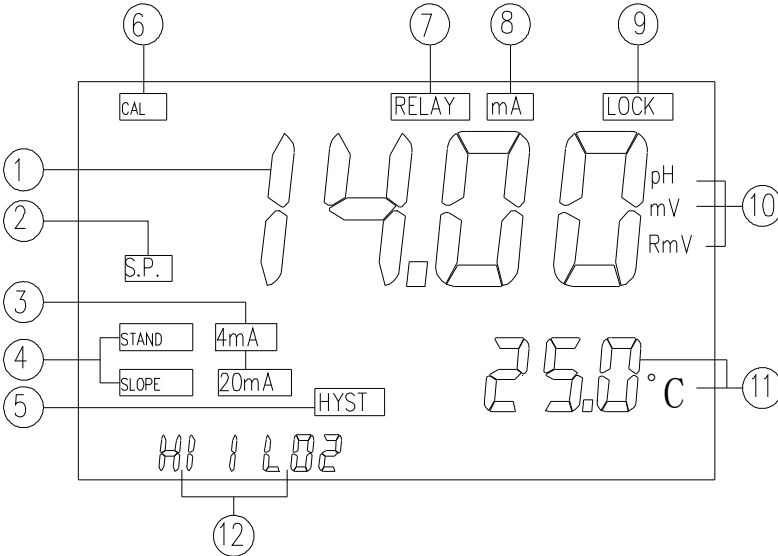 6 7 8 9
CAL RELAY mA LOCK
1 14.00 pH
mV 10
2 RmV
S.P.
3
STAND 4mA
4 25.0 °C 11
SLOPE 20mA
5 HYST
HI 1 LO2
12